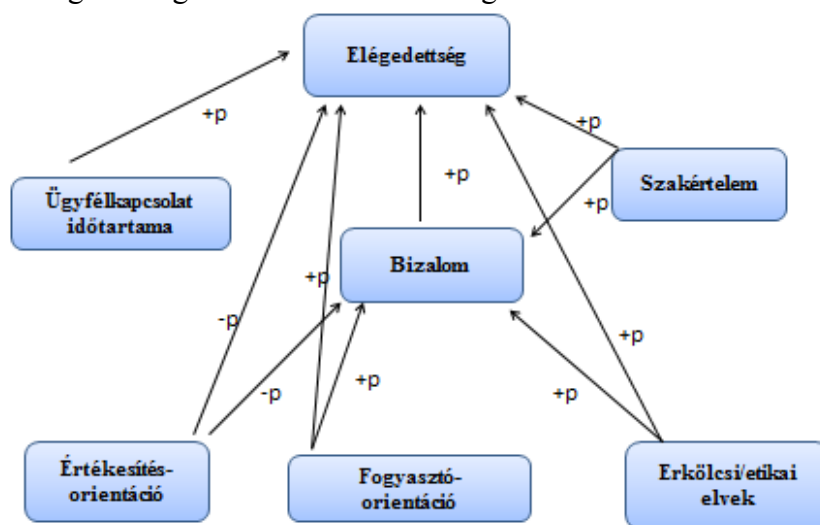 Elégedettség
+p
+p
Ügyfélkapcsolat
időtartama
+p
Szakértelem
+p
Bizalom
+p
-p
+p
+p
-p
+p
Értékesítés-
orientáció
Fogyasztó-
orientáció
Erkölcsi/etikai
elvek